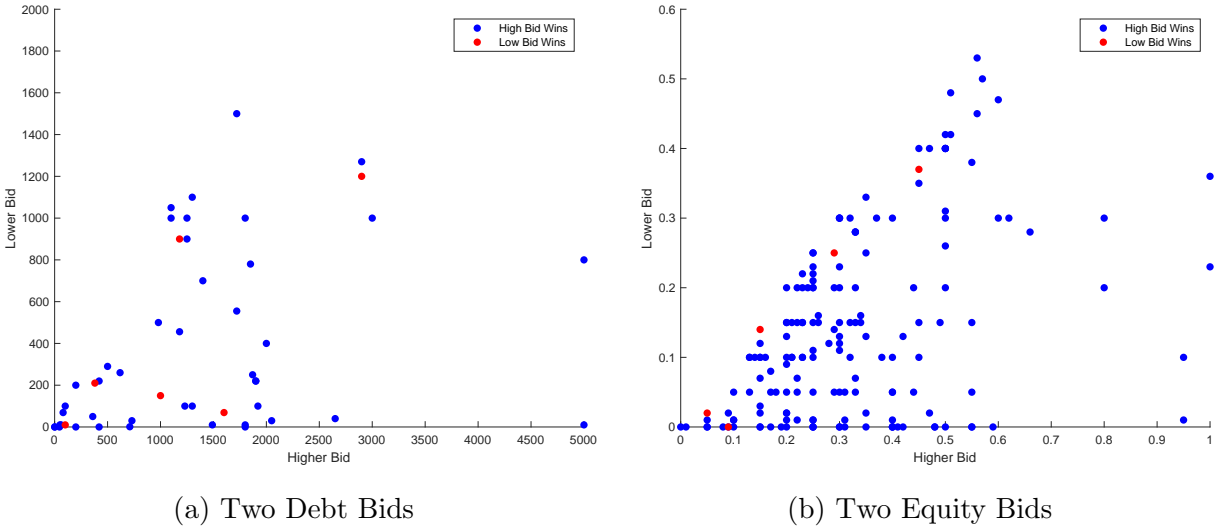 2000
1800
1600
1400
1200
1000
800
600
400
200
0
Lower Bid
High Bid Wins
Low Bid Wins
0 500 1000 1500 2000 2500 3000 3500 4000 4500 5000
Higher Bid
(a) Two Debt Bids
0.6
0.5
0.4
0.3
0.2
0.1
0
Lower Bid
High Bid Wins
Low Bid Wins
0 0.1 0.2 0.3 0.4 0.5 0.6 0.7 0.8 0.9 1
Higher Bid
(b) Two Equity Bids